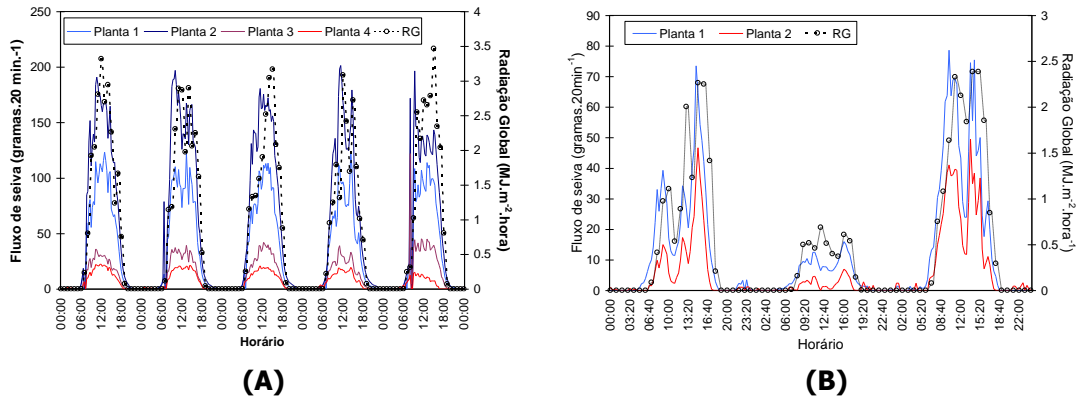 250
200
150
100
50
0
4
3,5
3
2,5
2
1,5
1
0,5
0
Planta 1 Planta 2 Planta 3 Planta 4 RG
Fluxo de seiva (gramas.20 min.-1)
Radiação Global (MJ.m-2.hora)
00:00 06:00 12:00 18:00 00:00 06:00 12:00 18:00 00:00 06:00 12:00 18:00 00:00 06:00 12:00 18:00 00:00 06:00 12:00 18:00 00:00
Horário
(A)
90
80
70
60
50
40
30
20
10
0
3
2,5
2
1,5
1
0,5
0
Planta 1 Planta 2 RG
Fluxo de seiva (gramas.20min-1)
Radiação Global (MJ.m-2.hora-1)
00:00 03:20 06:40 10:00 13:20 16:40 20:00 23:20 02:40 06:00 09:20 12:40 16:00 19:20 22:40 02:00 05:20 08:40 12:00 15:20 18:40 22:00
Horário
(B)